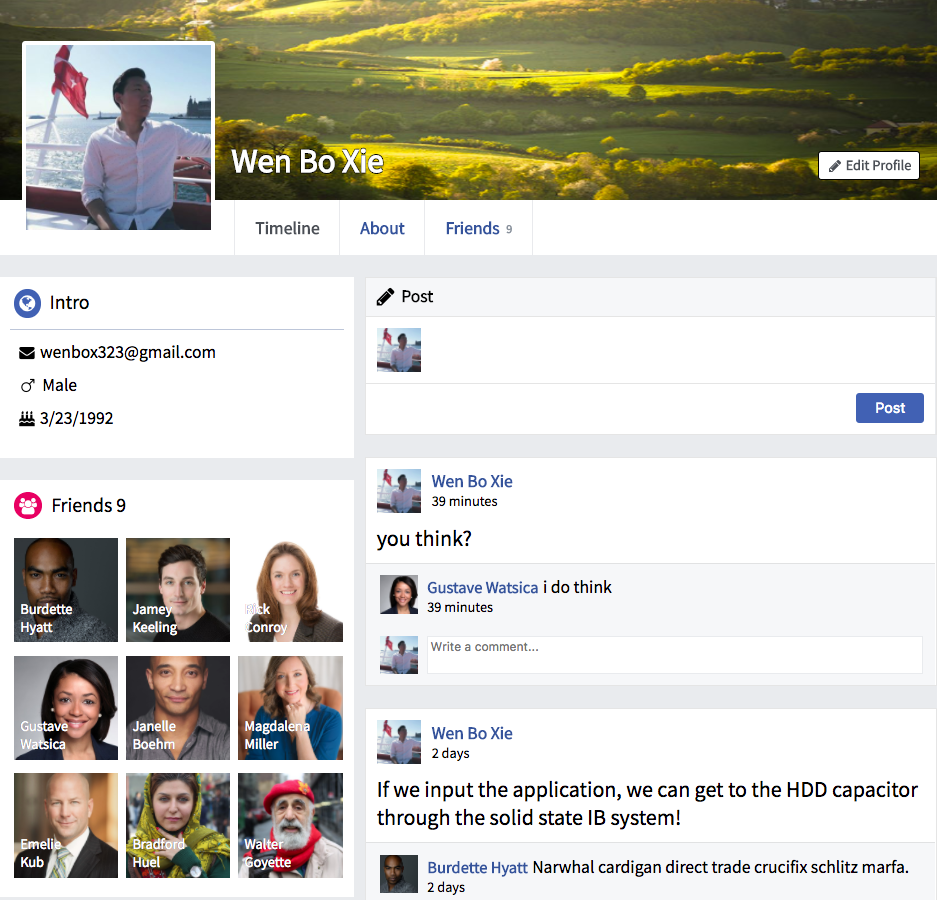 Wen Bo Xie
Edit Profile
Timeline
About
Friends 9
Intro
wenbox323@gmail.com
Male
3/23/1992
Friends 9
Burdette
Hyatt
Jamey
Keeling
Rick
Conroy
Gustave
Watsica
Janelle
Boehm
Magdalena
Miller
Emelie
Kub
Bradford
Huel
Walter
Goyette
Post
Post
Wen Bo Xie
39 minutes
you think?
Gustave Watsica i do think
39 minutes
Write a comment...
Wen Bo Xie
2 days
If we input the application, we can get to the HDD capacitor
through the solid state IB system!
Burdette Hyatt Narwhal cardigan direct trade crucifix schlitz marfa.
2 days